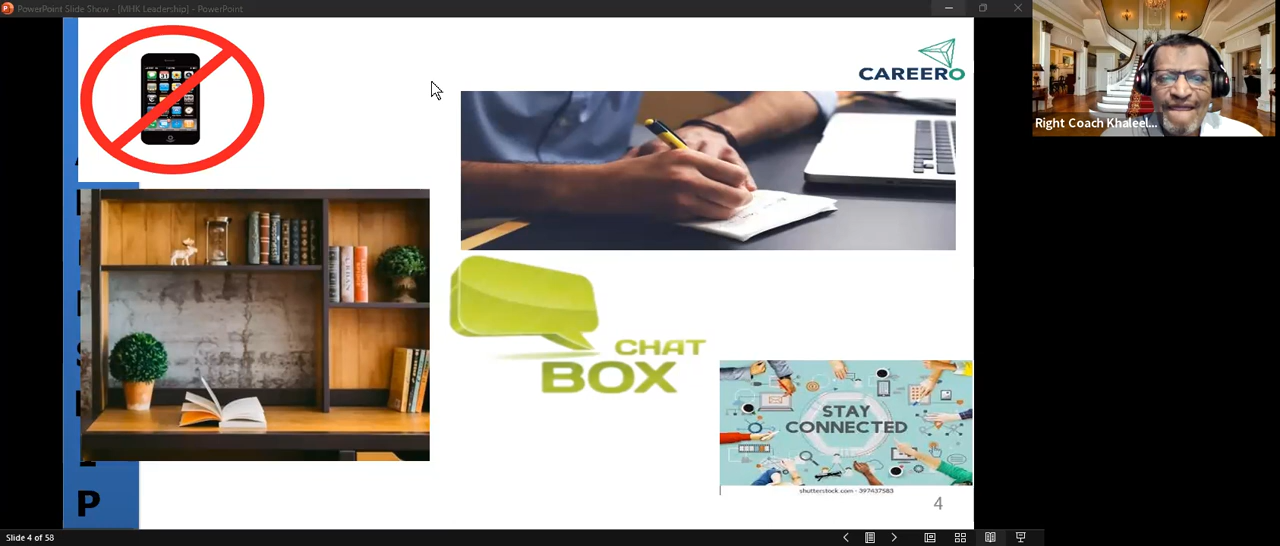 PowerPoint Slide Show - [MHK Leadership] - PowerPoint
CAREERO
Right Coach Khaleel...
CHAT
BOX
STAY
CONNECTED
shutterstock.com · 397437583
P
4
Slide 4 of 58